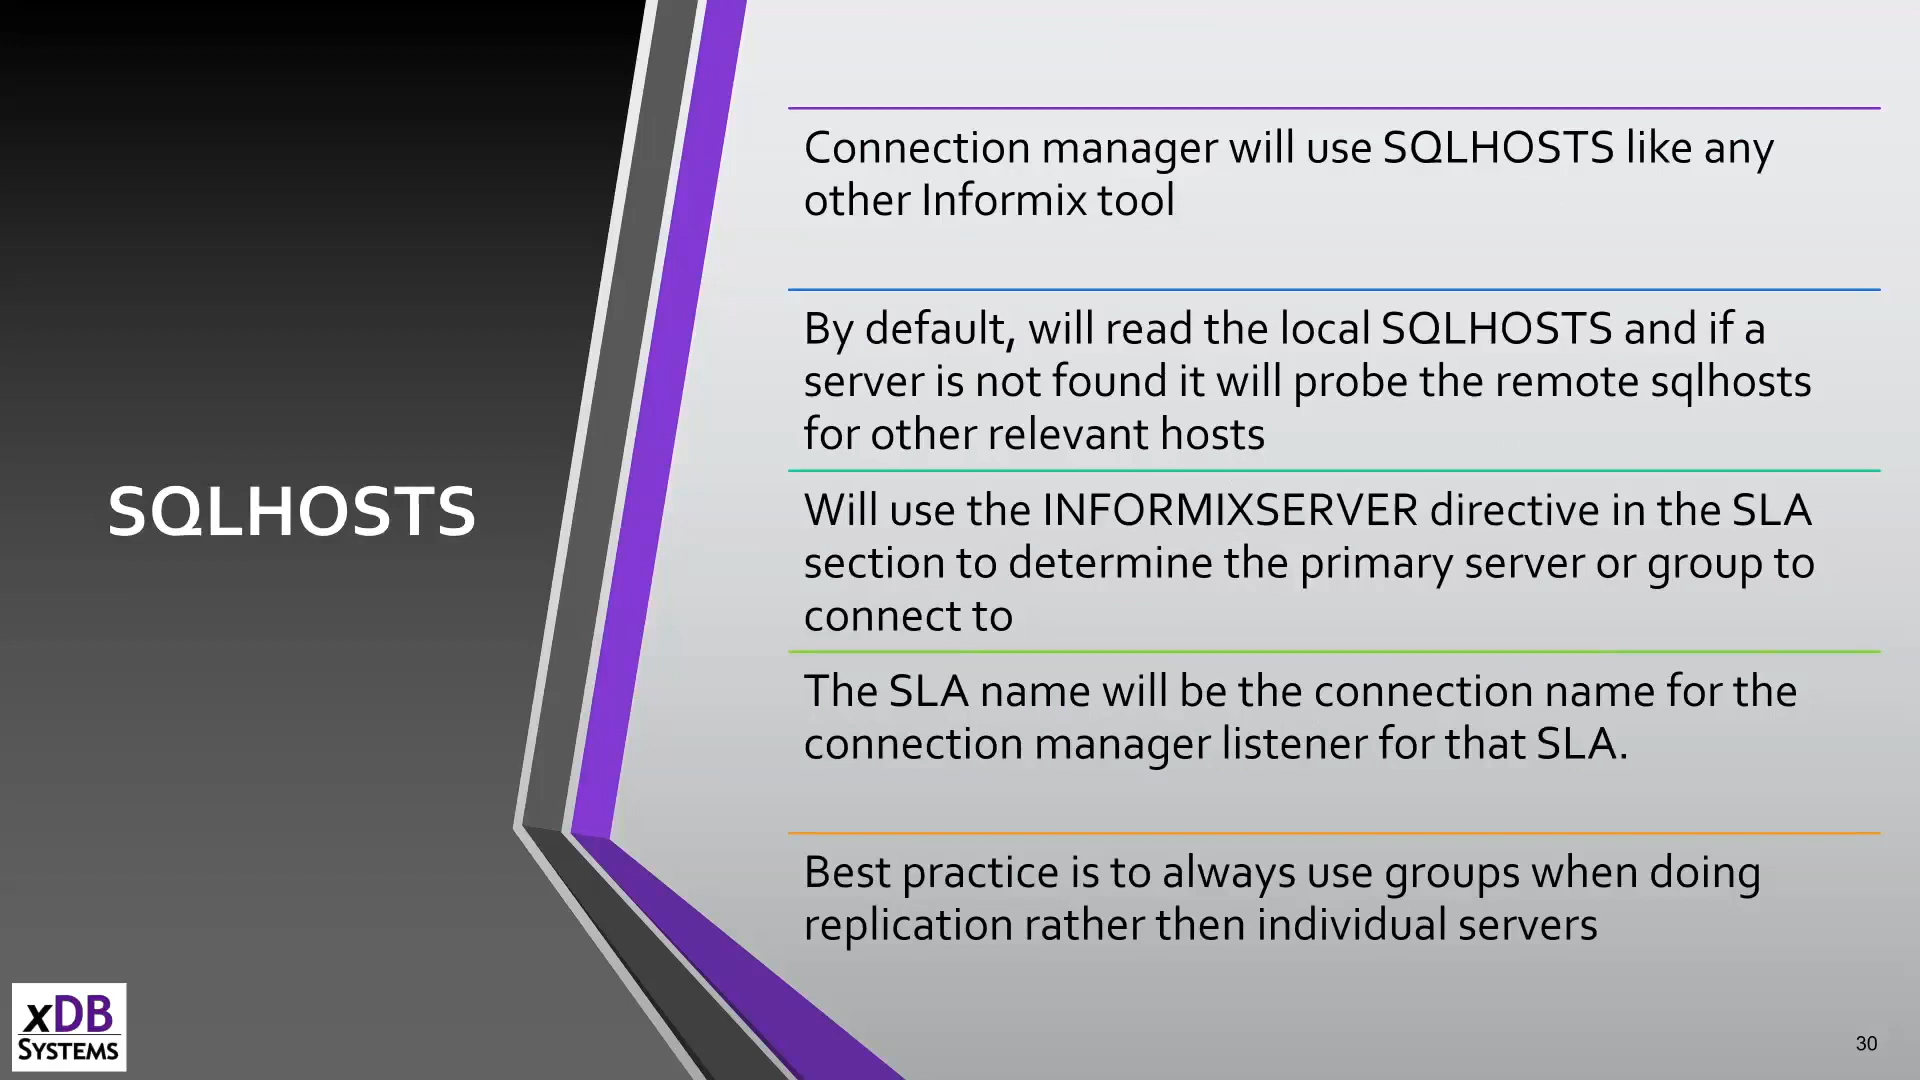 SQLHOSTS
Connection manager will use SQLHOSTS like any
other Informix tool
By default, will read the local SQLHOSTS and if a
server is not found it will probe the remote sqlhosts
for other relevant hosts
Will use the INFORMIXSERVER directive in the SLA
section to determine the primary server or group to
connect to
The SLA name will be the connection name for the
connection manager listener for that SLA.
Best practice is to always use groups when doing
replication rather then individual servers
xDB
SYSTEMS
30